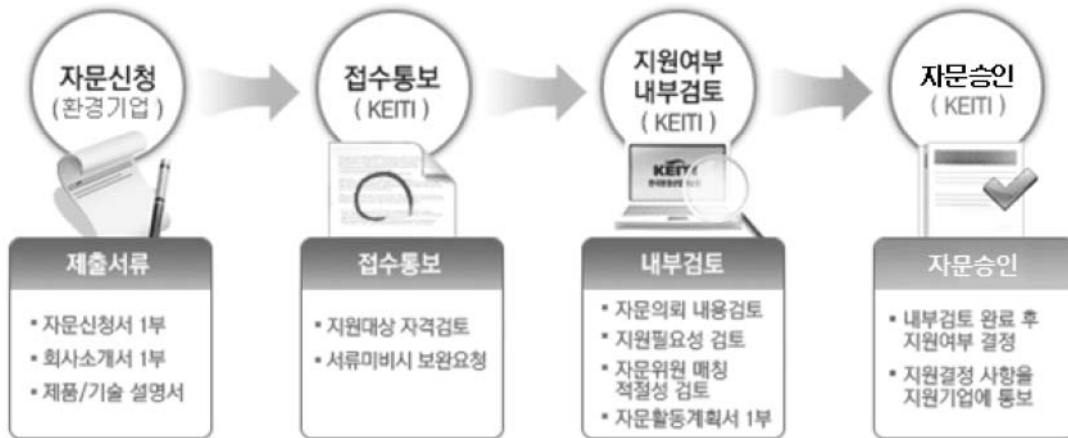 자문신청
(환경기업)
제출서류
▪ 자문신청서 1부
▪ 회사소개서 1부
▪ 제품/기술 설명서
접수통보
(KEITI)
접수통보
▪ 지원대상 자격검토
▪ 서류미비시 보완요청
지원여부
내부검토
(KEITI)
KEITI
내부검토
▪ 자문의뢰 내용검토
▪ 지원필요성 검토
▪ 자문위원 매칭
적절성 검토
▪ 자문활동계획서 1부
자문승인
(KEITI)
자문승인
▪ 내부검토 완료 후
지원여부 결정
▪ 지원결정 사항을
지원기업에 통보